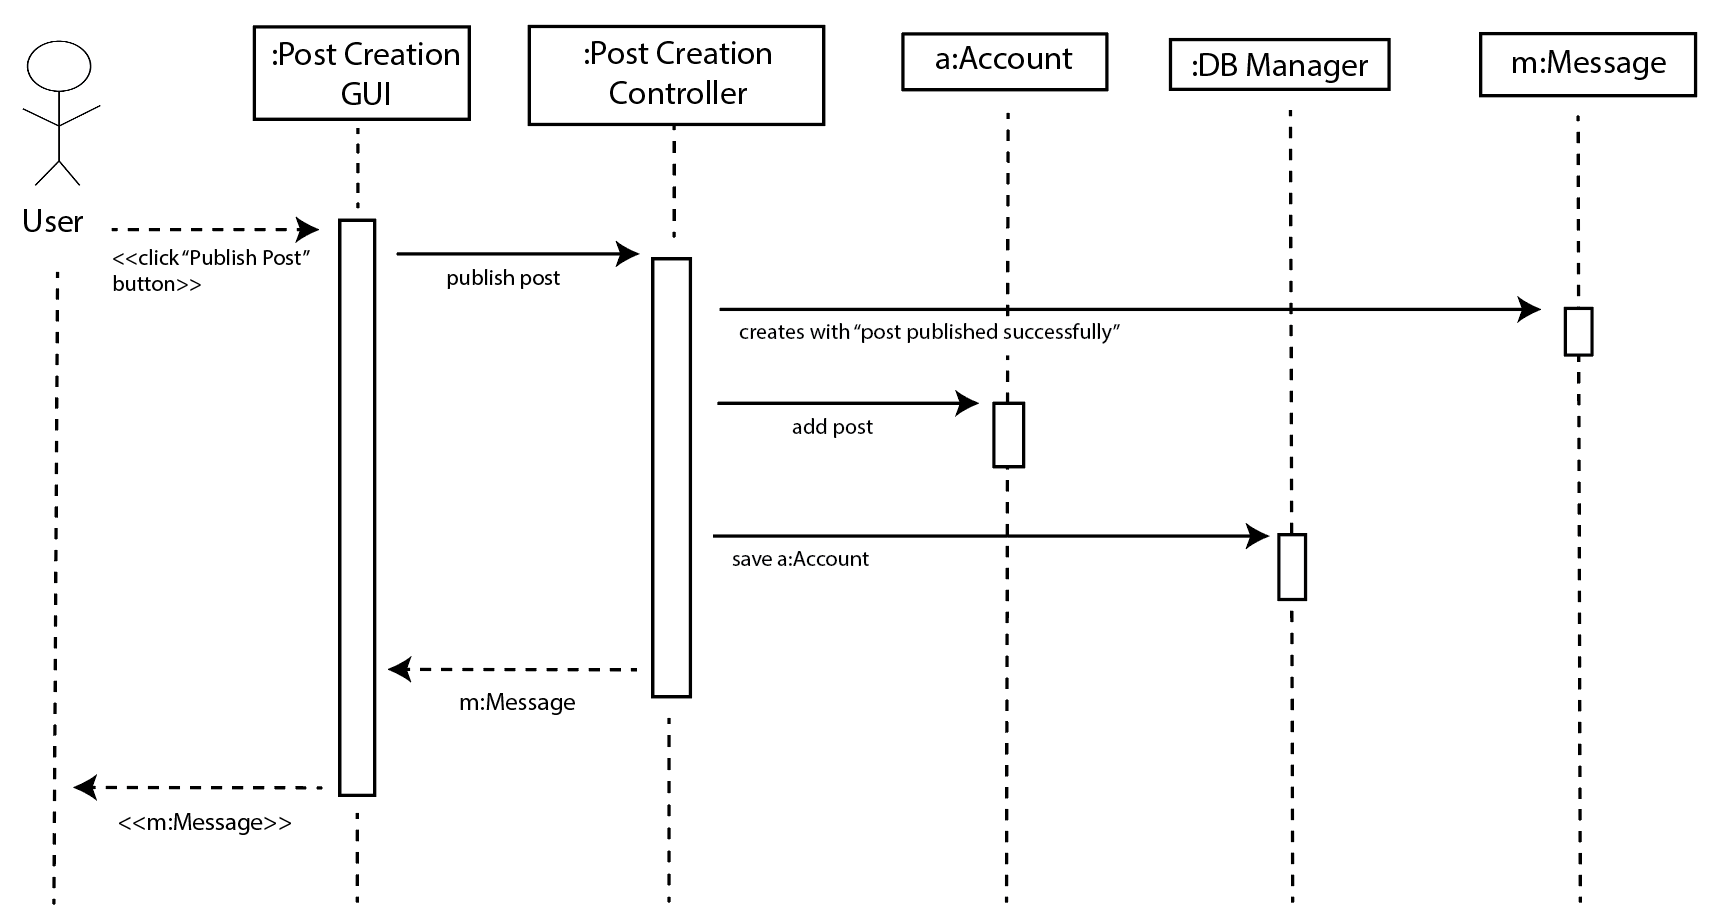 :Post Creation
GUI
:Post Creation
Controller
a:Account
:DB Manager
m:Message
User
<<click “Publish Post”
button>>
publish post
creates with “post published successfully”
add post
save a:Account
m:Message
<<m:Message>>